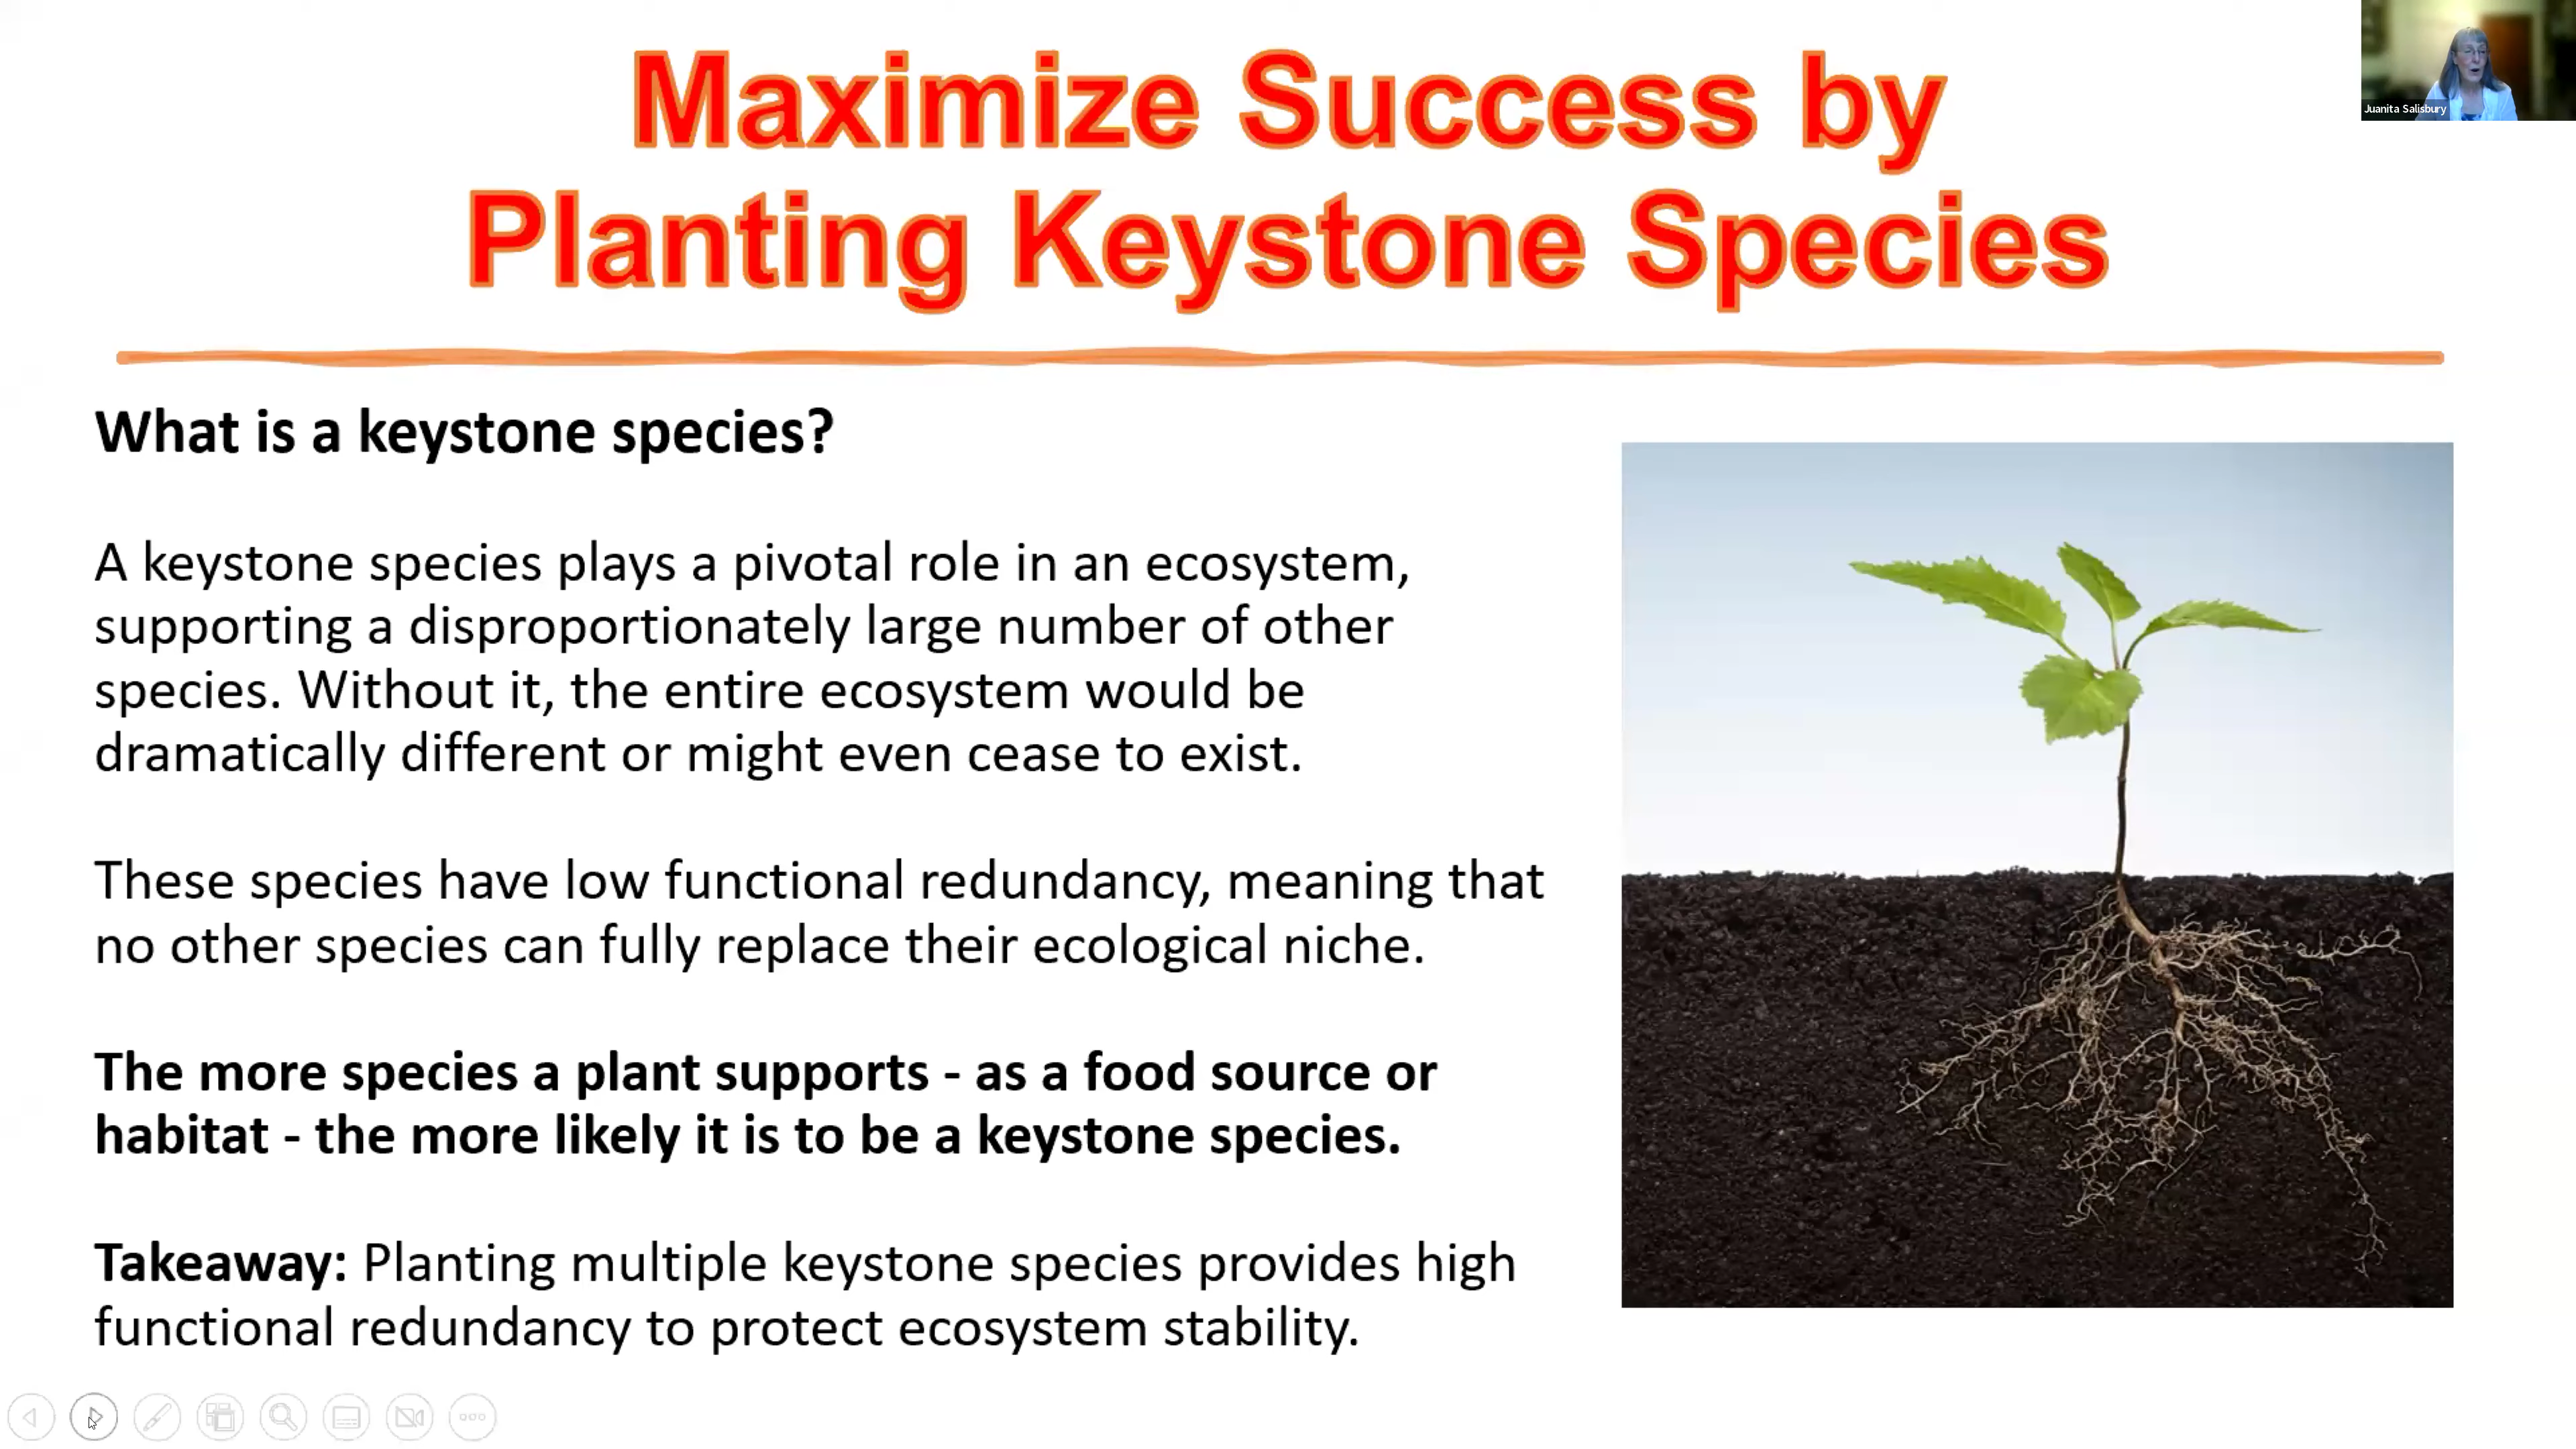 Maximize Success by
Planting Keystone Species
Juanita Salisbury
What is a keystone species?
A keystone species plays a pivotal role in an ecosystem,
supporting a disproportionately large number of other
species. Without it, the entire ecosystem would be
dramatically different or might even cease to exist.
These species have low functional redundancy, meaning that
no other species can fully replace their ecological niche.
The more species a plant supports - as a food source or
habitat - the more likely it is to be a keystone species.
Takeaway: Planting multiple keystone species provides high
functional redundancy to protect ecosystem stability.